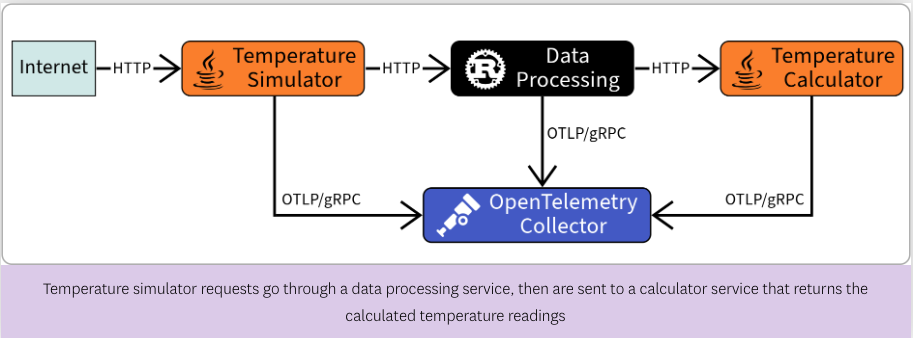 Internet
HTTP
Temperature
Simulator
HTTP
Data
Processing
HTTP
Temperature
Calculator
OTLP/gRPC
OTLP/gRPC
OpenTelemetry
Collector
OTLP/gRPC
Temperature simulator requests go through a data processing service, then are sent to a calculator service that returns the
calculated temperature readings